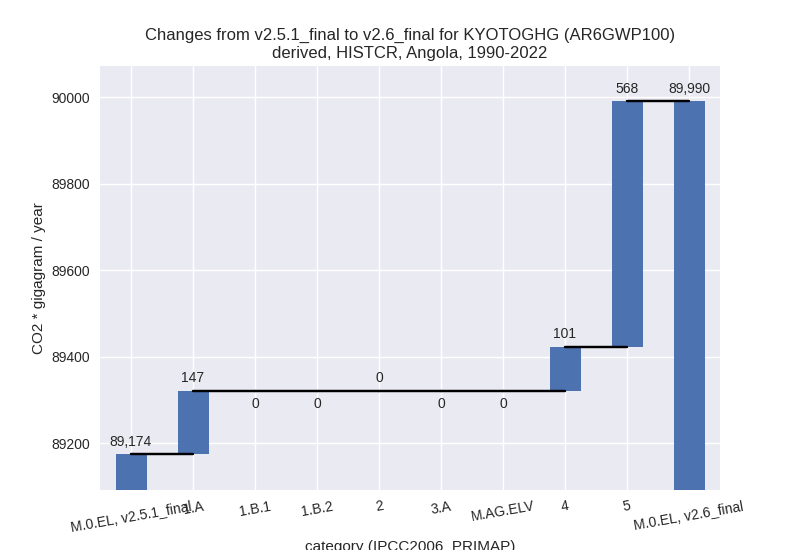 Changes from v2.5.1_final to v2.6_final for KYOTOGHG (AR6GWP100)
derived, HISTCR, Angola, 1990-2022
CO2 * gigagram / year
90000
89800
89600
89400
89200
89,174
147
0
0
0
0
0
101
568
89,990
M.0.EL, v2.5.1_final
1.A
1.B.1
1.B.2
2
3.A
M.AG.ELV
4
5
M.0.EL, v2.6_final
category (IPCC2006_PRIMAP)